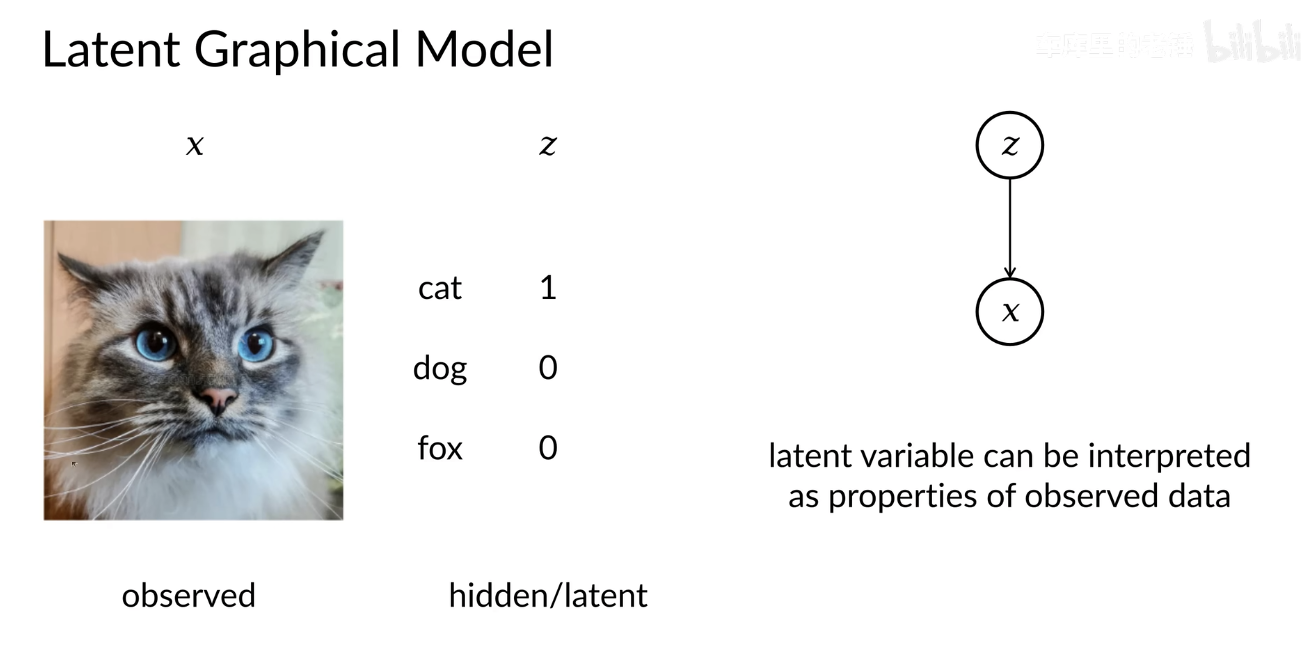 Latent Graphical Model
x
z
cat 1
dog 0
fox 0
observed
hidden/latent
z
x
latent variable can be interpreted
as properties of observed data
bilibili